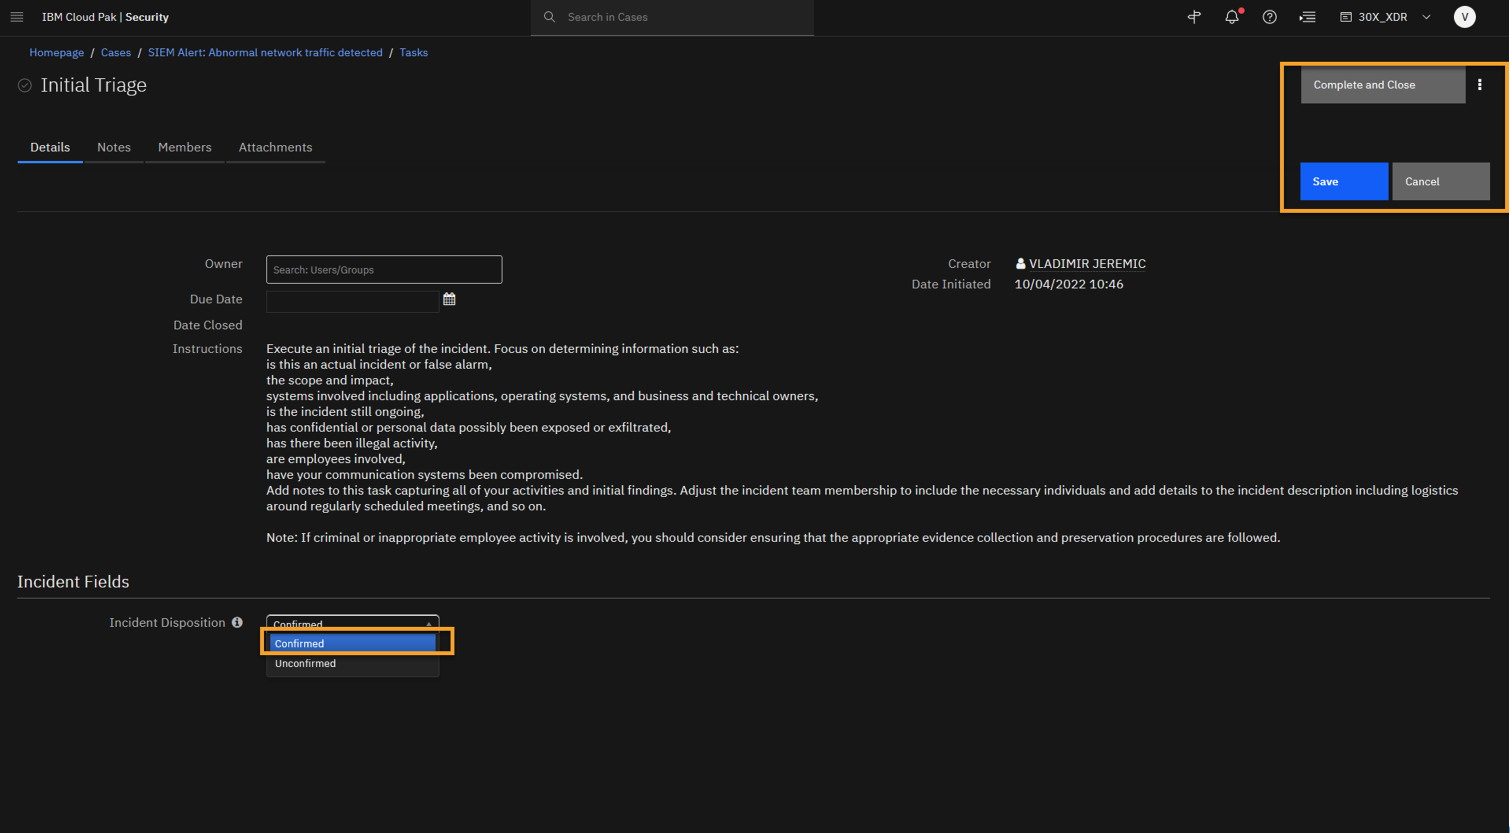 IBM Cloud Pak | Security
Search in Cases
30X_XDR
V
Homepage / Cases / SIEM Alert: Abnormal network traffic detected / Tasks
Initial Triage
Complete and Close
Details Notes Members Attachments
Save Cancel
Owner Search: Users/Groups
Creator VLADIMIR JEREMIC
Due Date
Date Initiated 10/04/2022 10:46
Date Closed
Instructions Execute an initial triage of the incident. Focus on determining information such as:
is this an actual incident or false alarm,
the scope and impact,
systems involved including applications, operating systems, and business and technical owners,
is the incident still ongoing,
has confidential or personal data possibly been exposed or exfiltrated,
has there been illegal activity,
are employees involved,
have your communication systems been compromised.
Add notes to this task capturing all of your activities and initial findings. Adjust the incident team membership to include the necessary individuals and add details to the incident description including logistics
around regularly scheduled meetings, and so on.
Note: If criminal or inappropriate employee activity is involved, you should consider ensuring that the appropriate evidence collection and preservation procedures are followed.
Incident Fields
Incident Disposition Confirmed
Confirmed
Unconfirmed